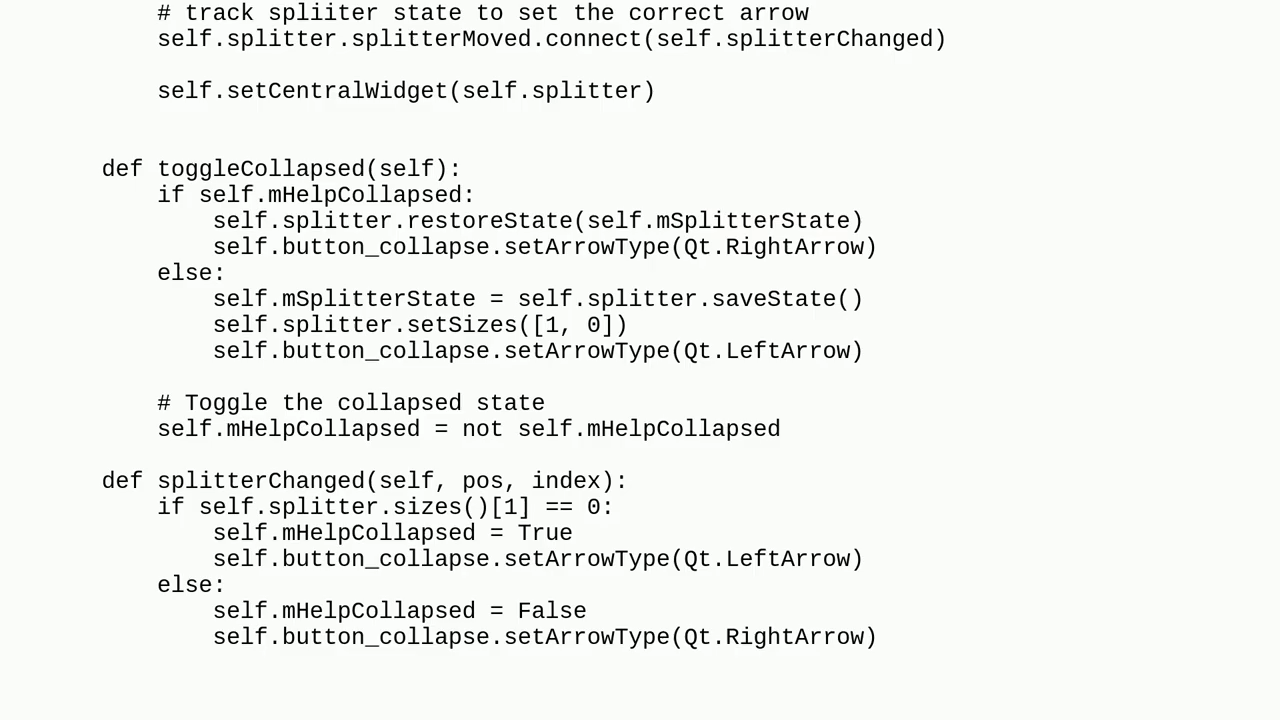 # track spliiter state to set the correct arrow
self.splitter.splitterMoved.connect(self.splitterChanged)
self.setCentralWidget(self.splitter)
def toggleCollapsed(self):
if self.mHelpCollapsed:
self.splitter.restoreState(self.mSplitterState)
self.button_collapse.setArrowType(Qt.RightArrow)
else:
self.mSplitterState = self.splitter.saveState()
self.splitter.setSizes([1, 0])
self.button_collapse.setArrowType(Qt.LeftArrow)
# Toggle the collapsed state
self.mHelpCollapsed = not self.mHelpCollapsed
def splitterChanged(self, pos, index):
if self.splitter.sizes()[1] == 0:
self.mHelpCollapsed = True
self.button_collapse.setArrowType(Qt.LeftArrow)
else:
self.mHelpCollapsed = False
self.button_collapse.setArrowType(Qt.RightArrow)